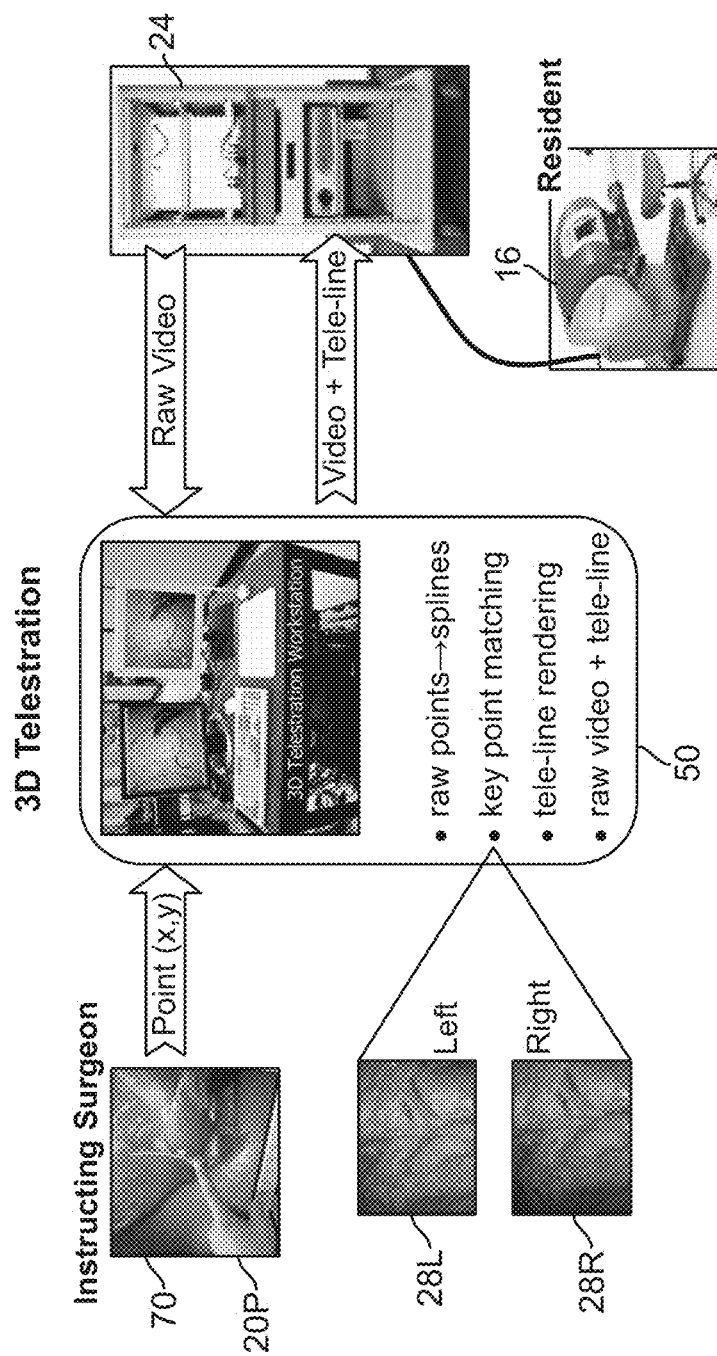 3D Telestration
Instructing Surgeon
70
20P
Point (x,y)
28L
Left
28R
Right
3D Telestration Workstation
• raw points→splines
• key point matching
• tele-line rendering
• raw video + tele-line
50
Raw Video
Video + Tele-line
24
16
Resident